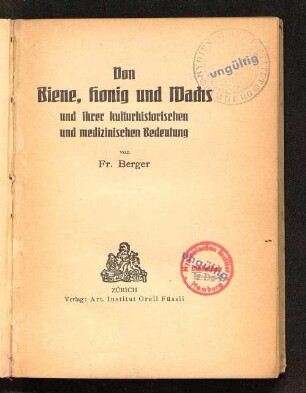 Von
Biene, Honig und Wachs
und ihrer kulturhistorischen
und medizinischen Bedeutung
von
Fr. Berger
ungültig
ungültig
Hamburg
ZÜRICH
Verlag: Art. Institut Orell Füssli